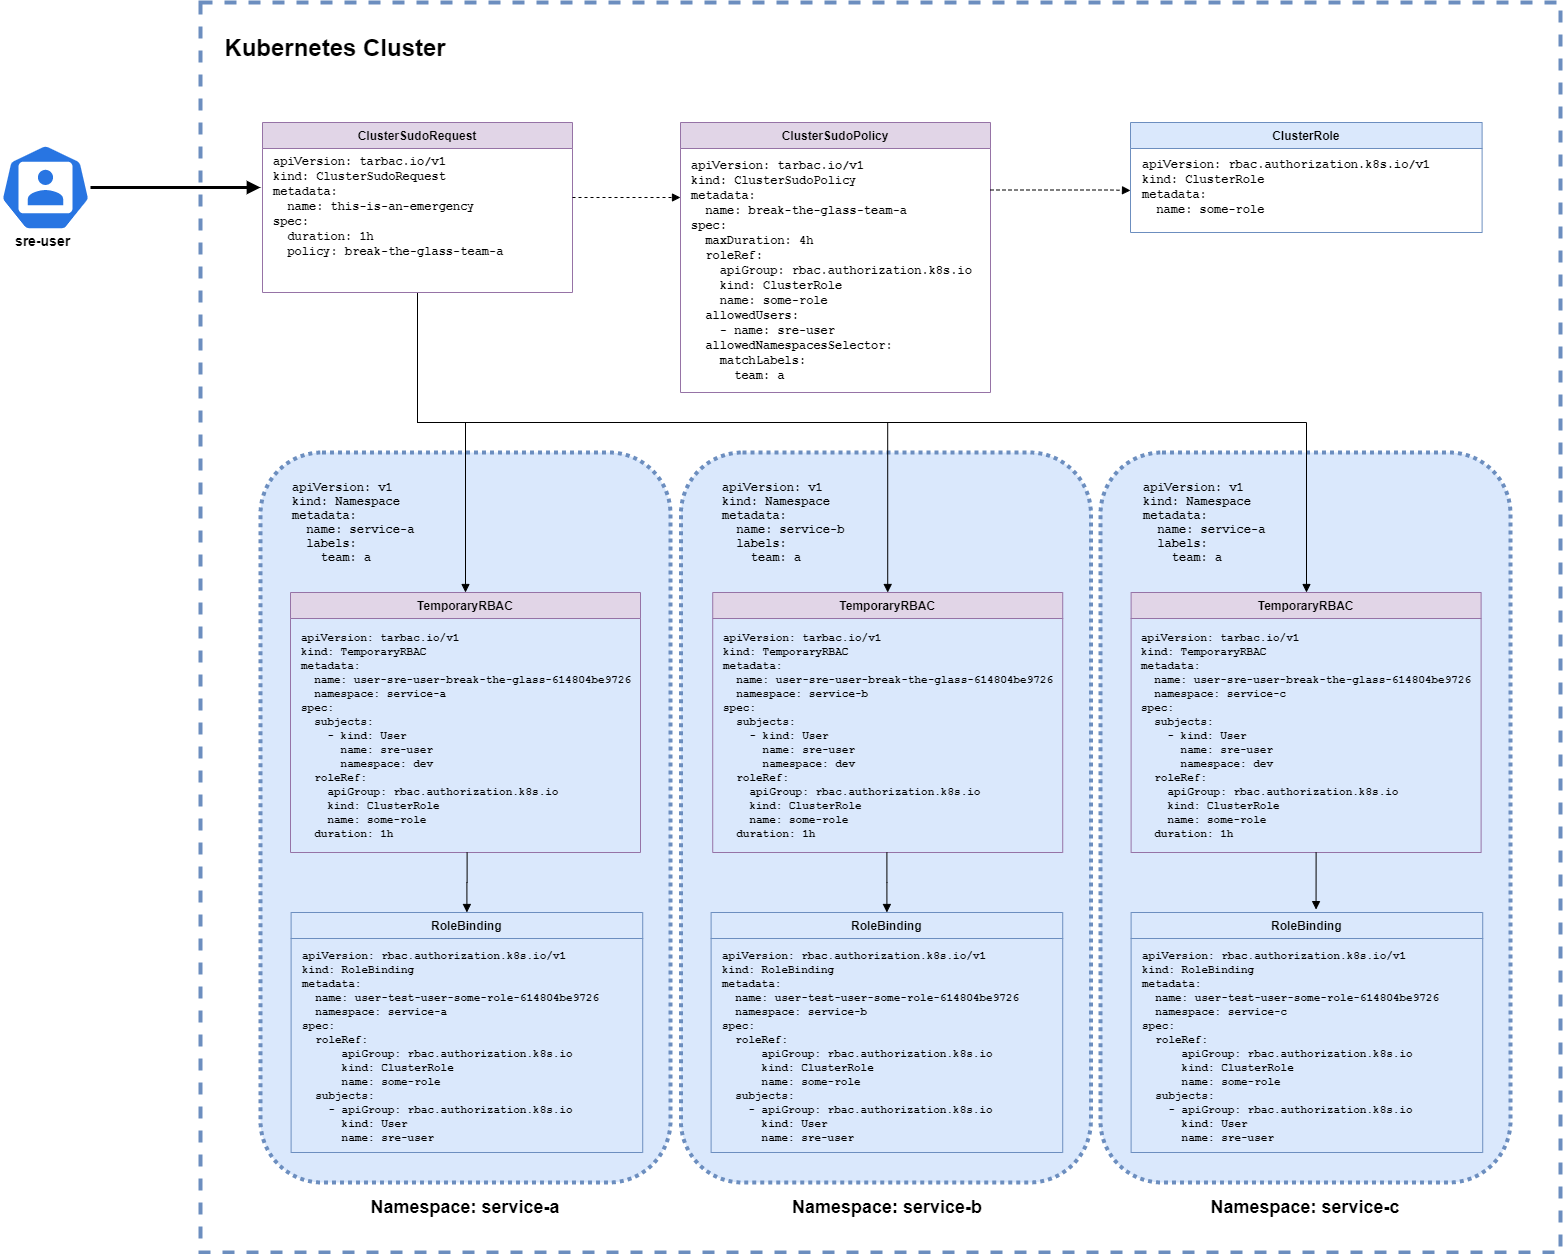 Kubernetes Cluster
sre-user
ClusterSudoRequest
apiVersion: tarbac.io/v1
kind: ClusterSudoRequest
metadata:
  name: this-is-an-emergency
spec:
  duration: 1h
  policy: break-the-glass-team-a
ClusterSudoPolicy
apiVersion: tarbac.io/v1
kind: ClusterSudoPolicy
metadata:
  name: break-the-glass-team-a
spec:
  maxDuration: 4h
  roleRef:
    apiGroup: rbac.authorization.k8s.io
    kind: ClusterRole
    name: some-role
  allowedUsers:
    - name: sre-user
  allowedNamespacesSelector:
    matchLabels:
      team: a
ClusterRole
apiVersion: rbac.authorization.k8s.io/v1
kind: ClusterRole
metadata:
  name: some-role
apiVersion: v1
kind: Namespace
metadata:
  name: service-a
  labels:
    team: a
TemporaryRBAC
apiVersion: tarbac.io/v1
kind: TemporaryRBAC
metadata:
  name: user-sre-user-break-the-glass-614804be9726
  namespace: service-a
spec:
  subjects:
    - kind: User
      name: sre-user
      namespace: dev
  roleRef:
    apiGroup: rbac.authorization.k8s.io
    kind: ClusterRole
    name: some-role
  duration: 1h
RoleBinding
apiVersion: rbac.authorization.k8s.io/v1
kind: RoleBinding
metadata:
  name: user-test-user-some-role-614804be9726
  namespace: service-a
spec:
  roleRef:
      apiGroup: rbac.authorization.k8s.io
      kind: ClusterRole
      name: some-role
  subjects:
    - apiGroup: rbac.authorization.k8s.io
      kind: User
      name: sre-user
Namespace: service-a
apiVersion: v1
kind: Namespace
metadata:
  name: service-b
  labels:
    team: a
TemporaryRBAC
apiVersion: tarbac.io/v1
kind: TemporaryRBAC
metadata:
  name: user-sre-user-break-the-glass-614804be9726
  namespace: service-b
spec:
  subjects:
    - kind: User
      name: sre-user
      namespace: dev
  roleRef:
    apiGroup: rbac.authorization.k8s.io
    kind: ClusterRole
    name: some-role
  duration: 1h
RoleBinding
apiVersion: rbac.authorization.k8s.io/v1
kind: RoleBinding
metadata:
  name: user-test-user-some-role-614804be9726
  namespace: service-b
spec:
  roleRef:
      apiGroup: rbac.authorization.k8s.io
      kind: ClusterRole
      name: some-role
  subjects:
    - apiGroup: rbac.authorization.k8s.io
      kind: User
      name: sre-user
Namespace: service-b
apiVersion: v1
kind: Namespace
metadata:
  name: service-a
  labels:
    team: a
TemporaryRBAC
apiVersion: tarbac.io/v1
kind: TemporaryRBAC
metadata:
  name: user-sre-user-break-the-glass-614804be9726
  namespace: service-c
spec:
  subjects:
    - kind: User
      name: sre-user
      namespace: dev
  roleRef:
    apiGroup: rbac.authorization.k8s.io
    kind: ClusterRole
    name: some-role
  duration: 1h
RoleBinding
apiVersion: rbac.authorization.k8s.io/v1
kind: RoleBinding
metadata:
  name: user-test-user-some-role-614804be9726
  namespace: service-c
spec:
  roleRef:
      apiGroup: rbac.authorization.k8s.io
      kind: ClusterRole
      name: some-role
  subjects:
    - apiGroup: rbac.authorization.k8s.io
      kind: User
      name: sre-user
Namespace: service-c